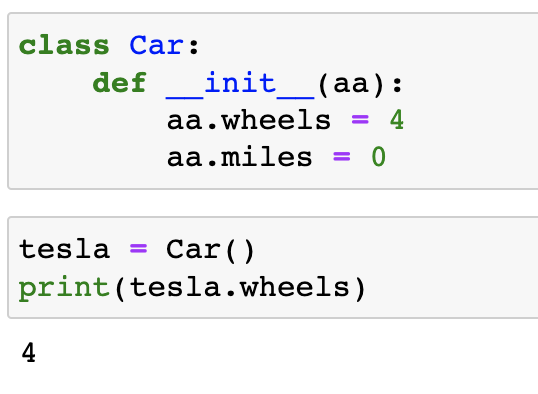 class Car:
    def __init__(aa):
        aa.wheels = 4
        aa.miles = 0
tesla = Car()
print(tesla.wheels)
4